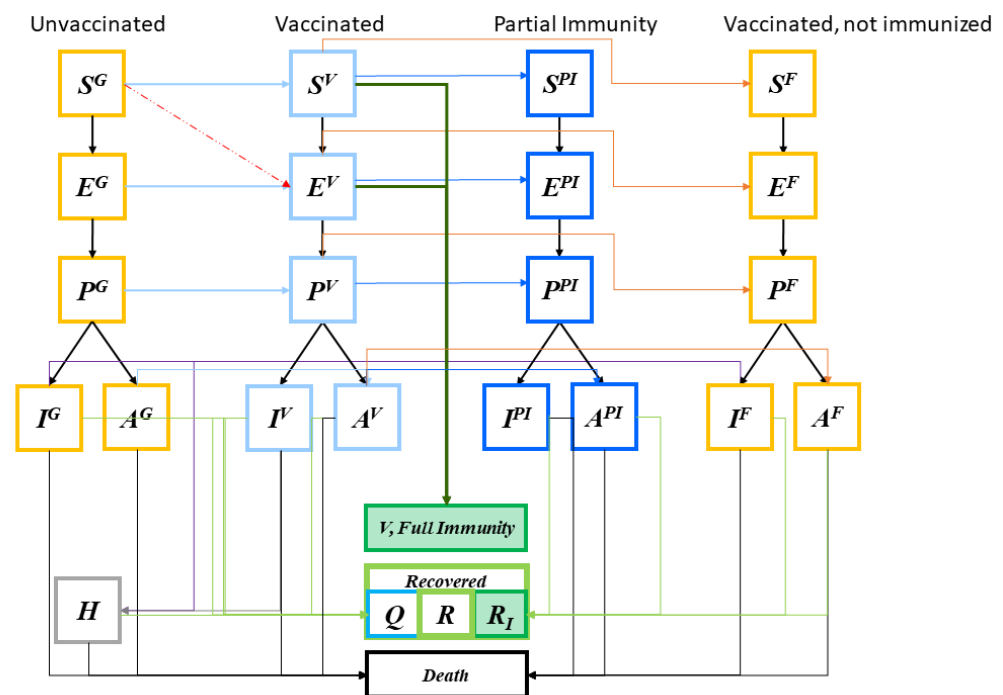 Unvaccinated Vaccinated Partial Immunity Vaccinated, not immunized
S^G S^V S^PI S^F
E^G E^V E^PI E^F
P^G P^V P^PI P^F
I^G A^G I^V A^V I^PI A^PI I^F A^F
V, Full Immunity
Recovered
H Q R R_I
Death